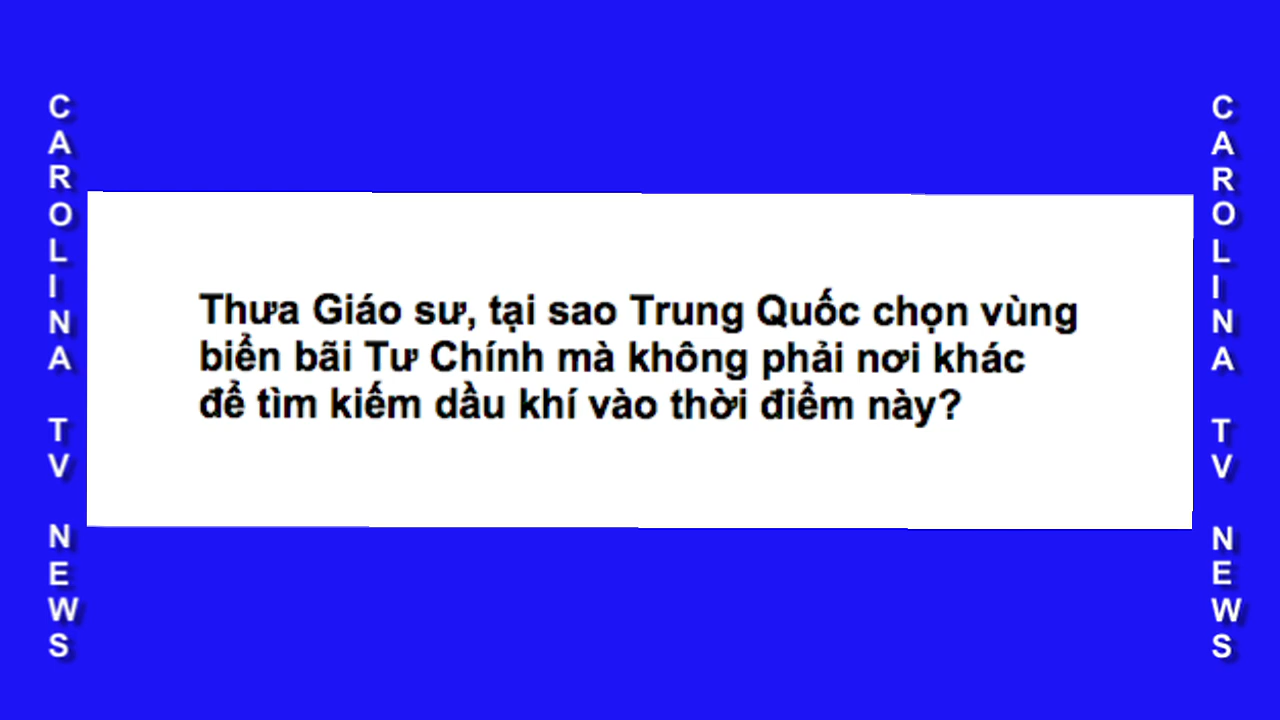 CAROLINA TV NEWS
Thưa Giáo sư, tại sao Trung Quốc chọn vùng
biển bãi Tư Chính mà không phải nơi khác
để tìm kiếm dầu khí vào thời điểm này?
CAROLINA TV NEWS